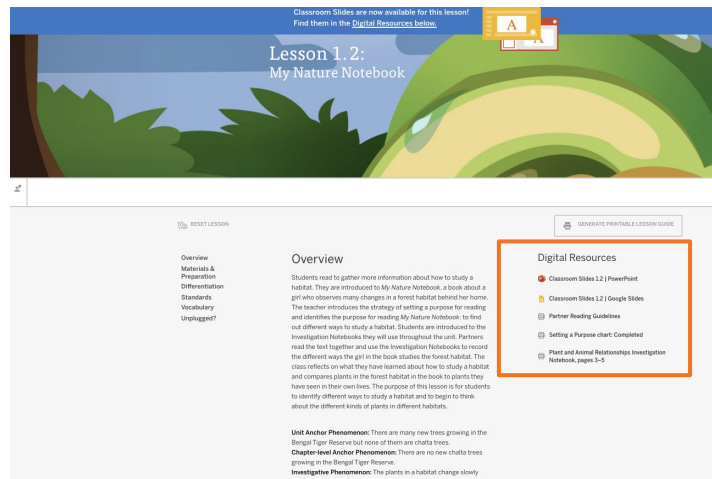 Classroom Slides are now available for this lesson!
Find them in the Digital Resources below.
A
A
Lesson 1.2:
My Nature Notebook
RESET LESSON
GENERATE PRINTABLE LESSON GUIDE
Overview
Materials &
Preparation
Differentiation
Standards
Vocabulary
Unplugged?
Overview
Students read to gather more information about how to study a
habitat. They are introduced to My Nature Notebook, a book about a
girl who observes many changes in a forest habitat behind her home.
The teacher introduces the strategy of setting a purpose for reading
and identifies the purpose for reading My Nature Notebook: to find
out different ways to study a habitat. Students are introduced to the
Investigation Notebooks they will use throughout the unit. Partners
read the text together and use the Investigation Notebooks to record
the different ways the girl in the book studies the forest habitat. The
class reflects on what they have learned about how to study a habitat
and compares plants in the forest habitat in the book to plants they
have seen in their own lives. The purpose of this lesson is for students
to identify different ways to study a habitat and to begin to think
about the different kinds of plants in different habitats.
Unit Anchor Phenomenon: There are many new trees growing in the
Bengal Tiger Reserve but none of them are chalta trees.
Chapter-level Anchor Phenomenon: There are no new chalta trees
growing in the Bengal Tiger Reserve.
Investigative Phenomenon: The plants in a habitat change slowly
Digital Resources
Classroom Slides 1.2 | PowerPoint
Classroom Slides 1.2 | Google Slides
Partner Reading Guidelines
Setting a Purpose chart: Completed
Plant and Animal Relationships Investigation
Notebook, pages 3–5